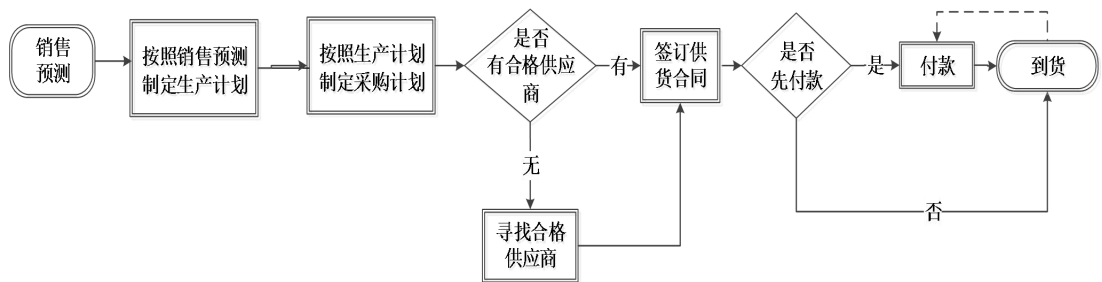 销售
预测
按照销售预测
制定生产计划
按照生产计划
制定采购计划
是否
有合格供应
商
有
无
寻找合格
供应商
签订供
货合同
是否
先付款
是
否
付款
到货